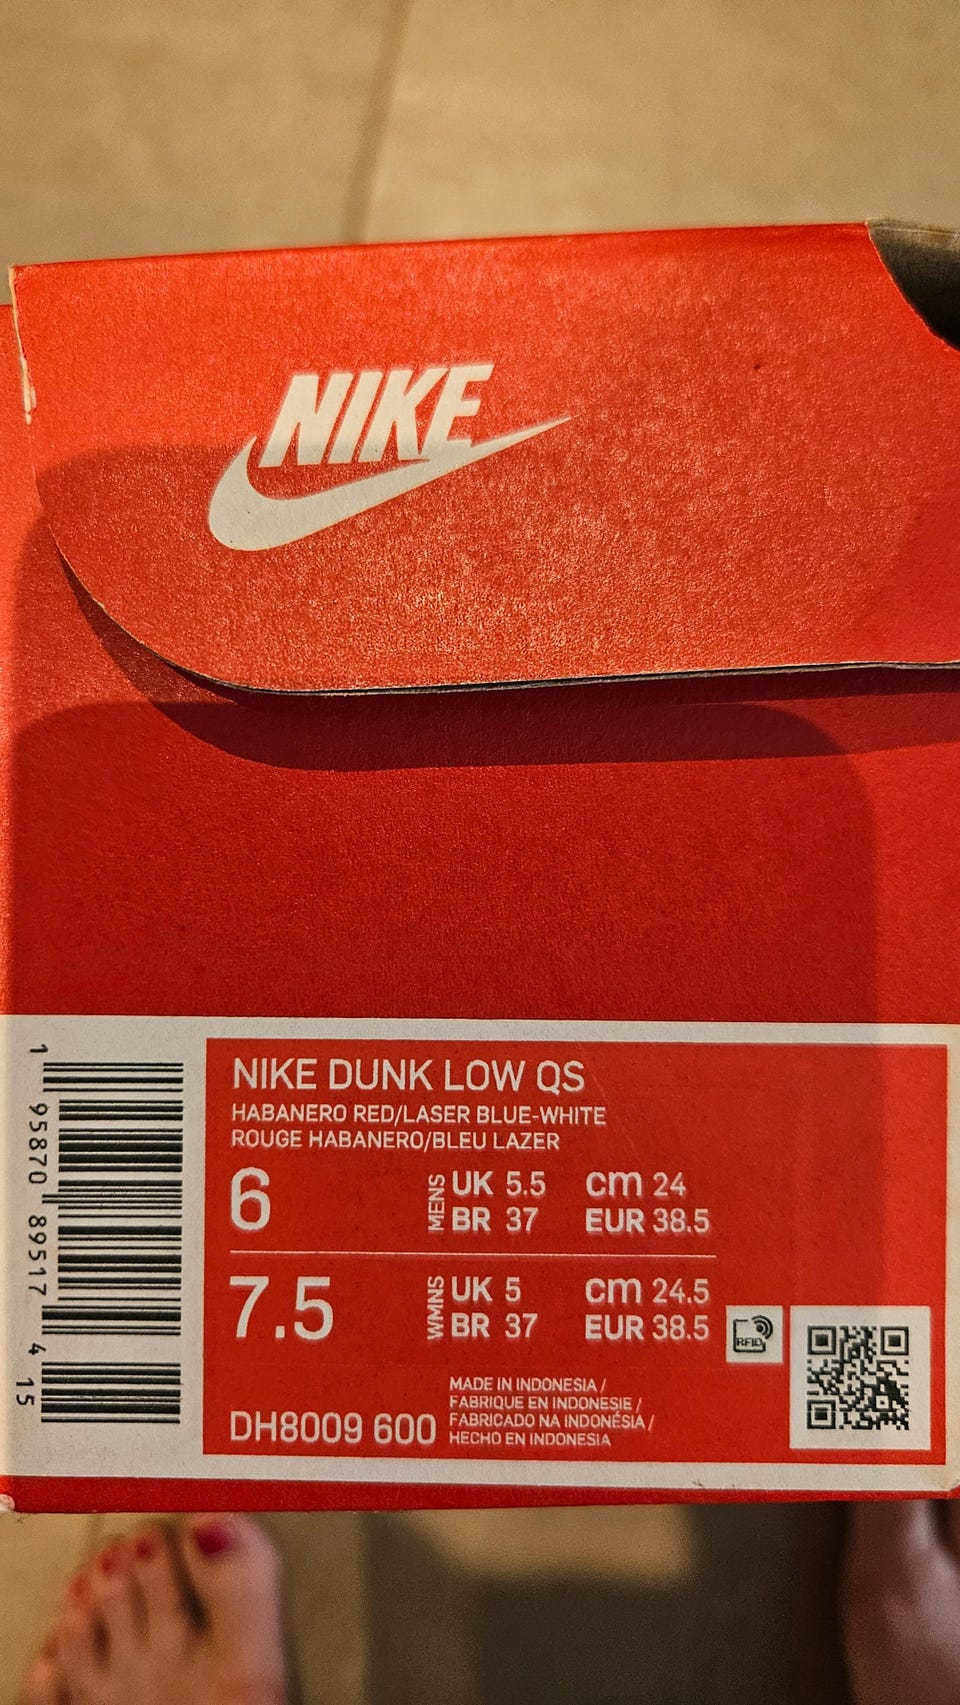 NIKE
NIKE DUNK LOW QS
HABANERO RED/LASER BLUE-WHITE
ROUGE HABANERO/BLEU LAZER
6 MENS UK 5.5 cm 24
BR 37 EUR 38.5
7.5 WMNS UK 5 cm 24.5
BR 37 EUR 38.5
RFID
DH8009 600
MADE IN INDONESIA /
FABRIQUE EN INDONESIE /
FABRICADO NA INDONÉSIA /
HECHO EN INDONESIA
1 95870 89517 4 15